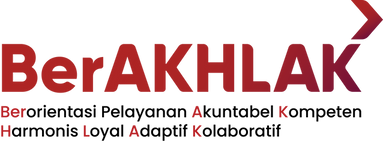 BerAKHLAK
Berorientasi Pelayanan Akuntabel Kompeten
Harmonis Loyal Adaptif Kolaboratif